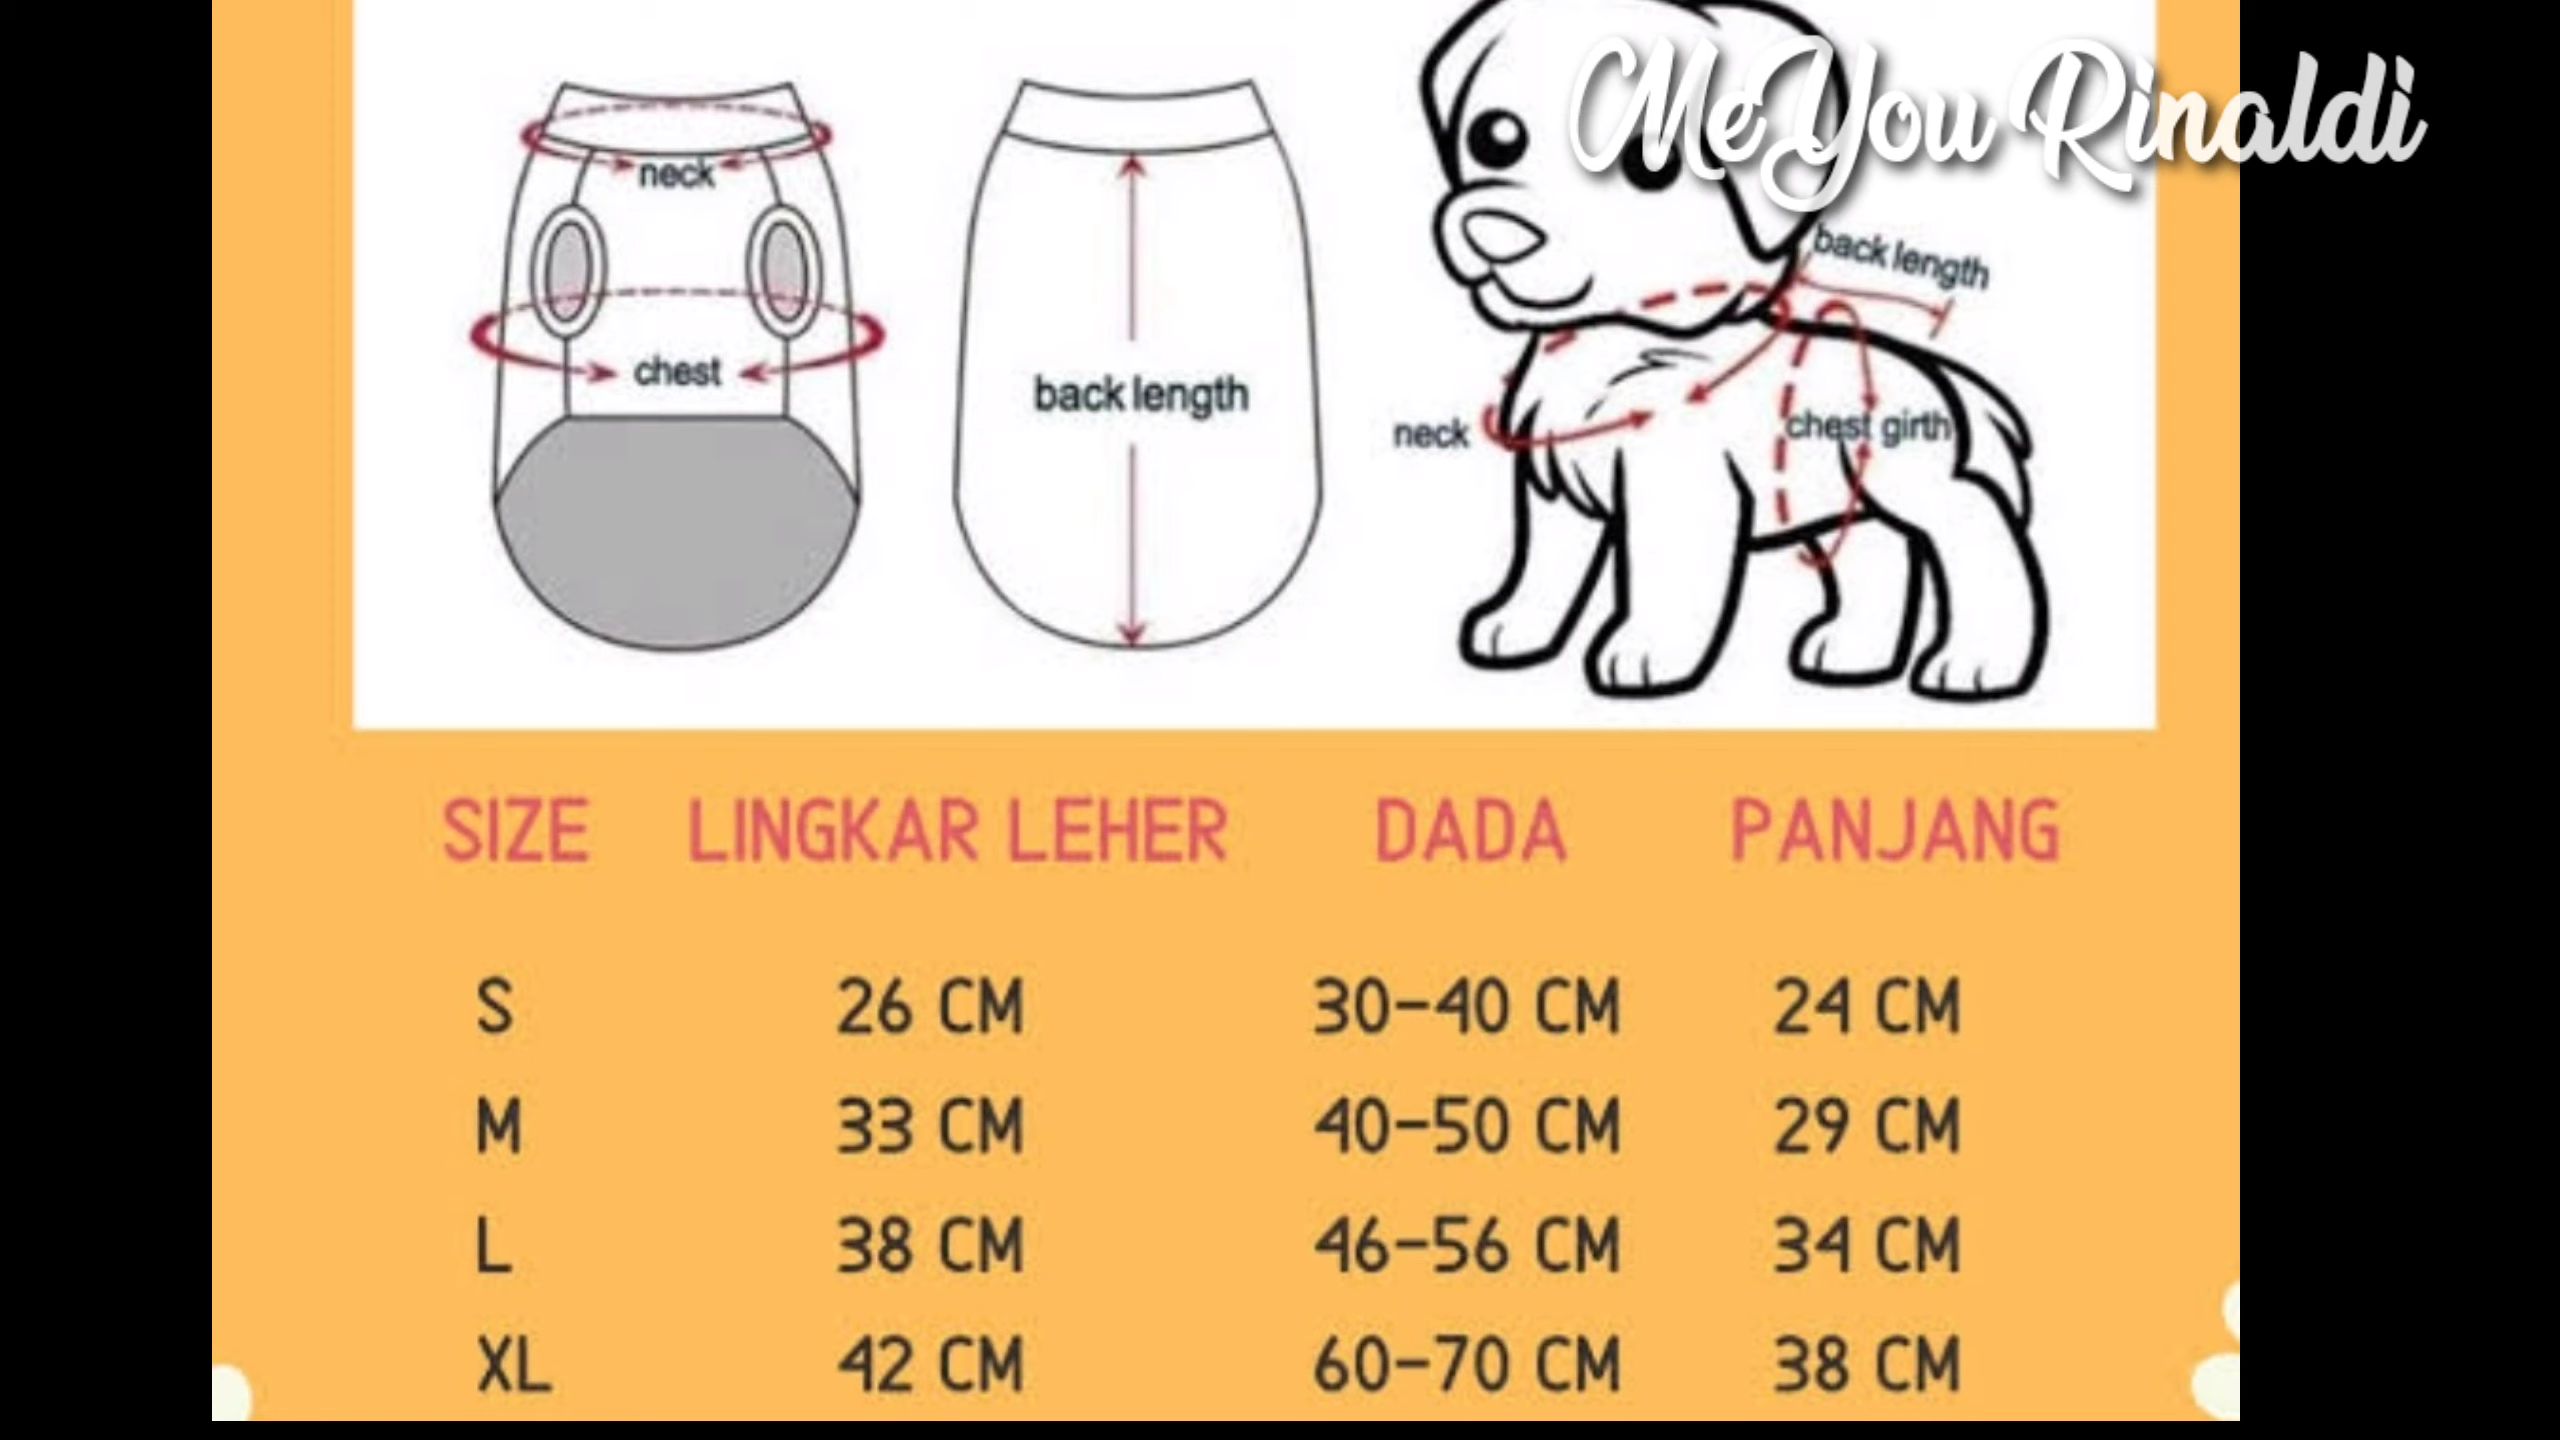 MeYou Rinaldi
neck
chest
back length
back length
neck
chest girth
SIZE LINGKAR LEHER DADA PANJANG
S 26 CM 30-40 CM 24 CM
M 33 CM 40-50 CM 29 CM
L 38 CM 46-56 CM 34 CM
XL 42 CM 60-70 CM 38 CM